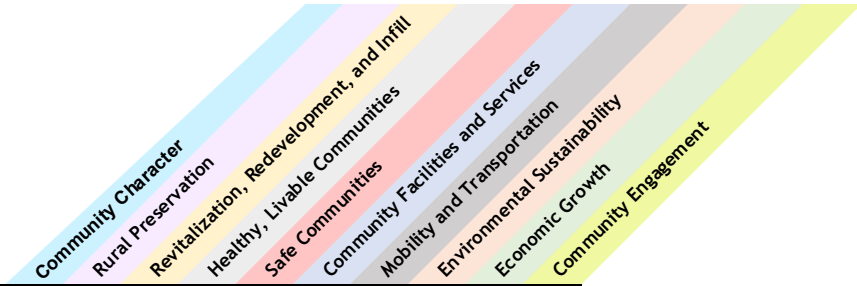 Community Character
Rural Preservation
Revitalization, Redevelopment, and Infill
Healthy, Livable Communities
Safe Communities
Community Facilities and Services
Mobility and Transportation
Environmental Sustainability
Economic Growth
Community Engagement